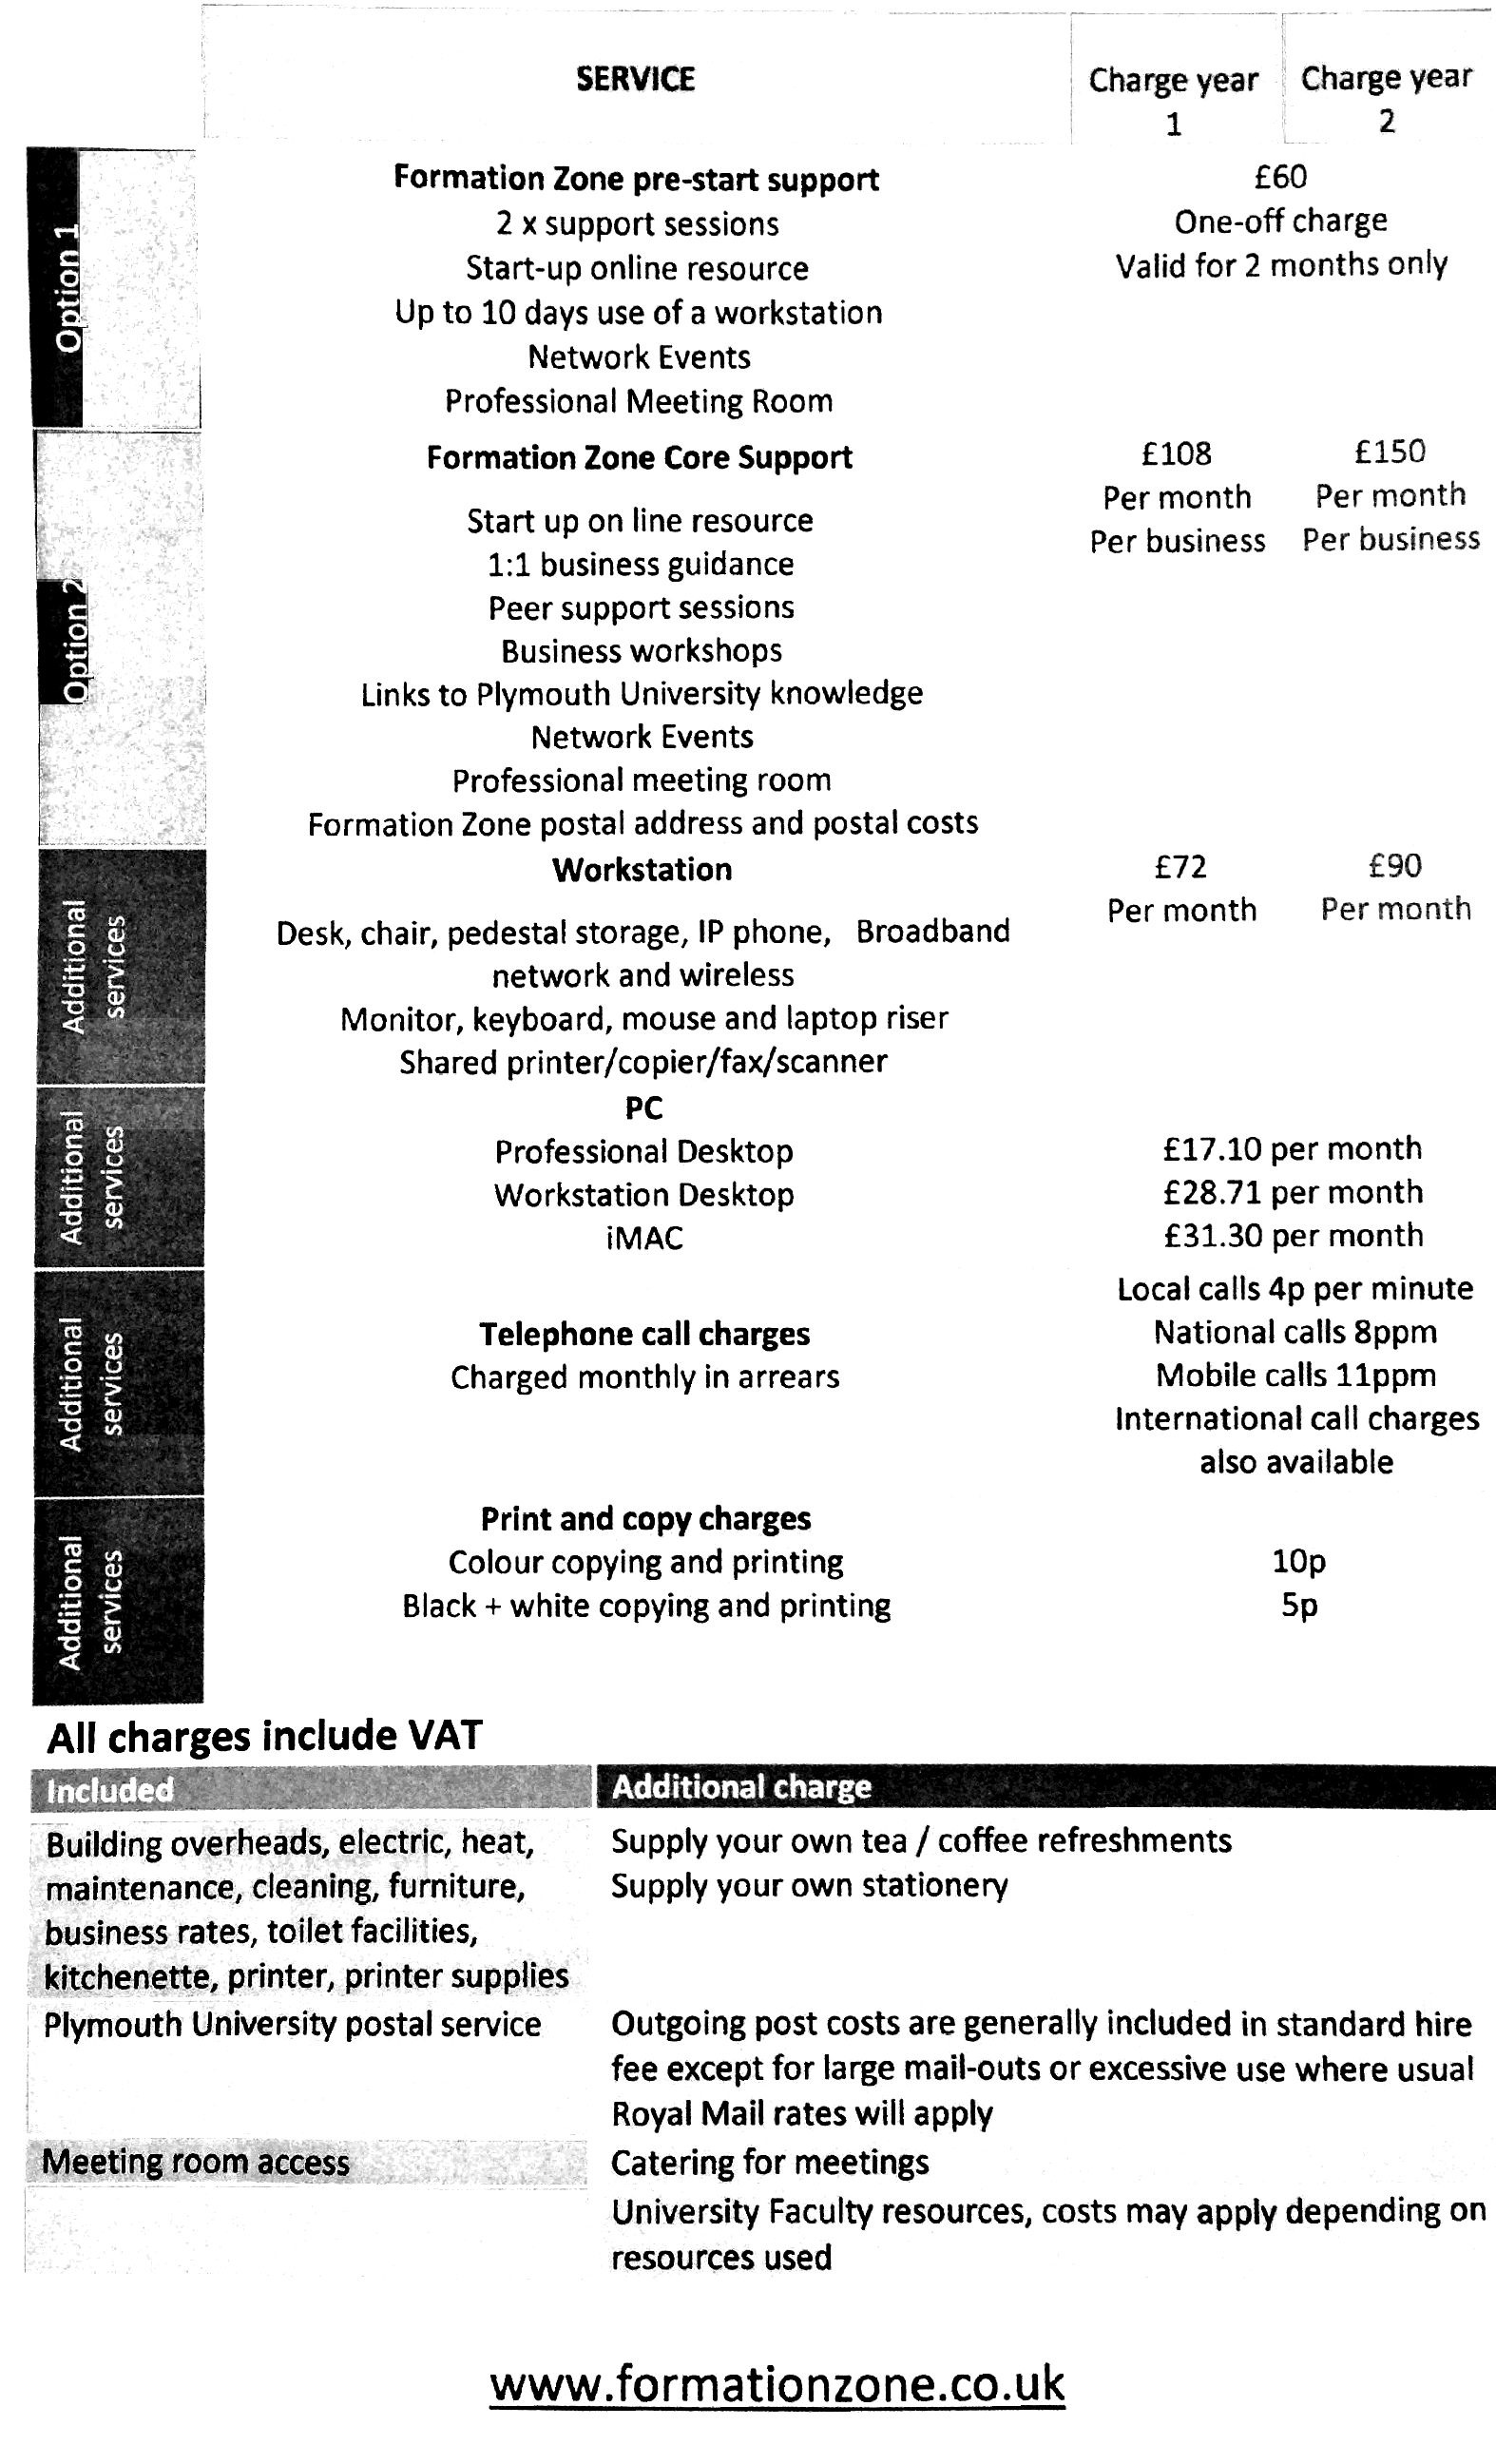 SERVICE Charge year 1 Charge year 2
Option 1
Formation Zone pre-start support £60
2 x support sessions One-off charge
Start-up online resource Valid for 2 months only
Up to 10 days use of a workstation
Network Events
Professional Meeting Room
Option 2
Formation Zone Core Support £108 £150
Per month Per month
Start up on line resource Per business Per business
1:1 business guidance
Peer support sessions
Business workshops
Links to Plymouth University knowledge
Network Events
Professional meeting room
Formation Zone postal address and postal costs
Additional services
Workstation £72 £90
Per month Per month
Desk, chair, pedestal storage, IP phone, Broadband
network and wireless
Monitor, keyboard, mouse and laptop riser
Shared printer/copier/fax/scanner
Additional services
PC
Professional Desktop £17.10 per month
Workstation Desktop £28.71 per month
iMAC £31.30 per month
Additional services
Local calls 4p per minute
Telephone call charges National calls 8ppm
Charged monthly in arrears Mobile calls 11ppm
International call charges
also available
Additional services
Print and copy charges
Colour copying and printing 10p
Black + white copying and printing 5p
All charges include VAT
Included Additional charge
Building overheads, electric, heat, Supply your own tea / coffee refreshments
maintenance, cleaning, furniture, Supply your own stationery
business rates, toilet facilities,
kitchenette, printer, printer supplies
Plymouth University postal service Outgoing post costs are generally included in standard hire
fee except for large mail-outs or excessive use where usual
Royal Mail rates will apply
Meeting room access Catering for meetings
University Faculty resources, costs may apply depending on
resources used
www.formationzone.co.uk